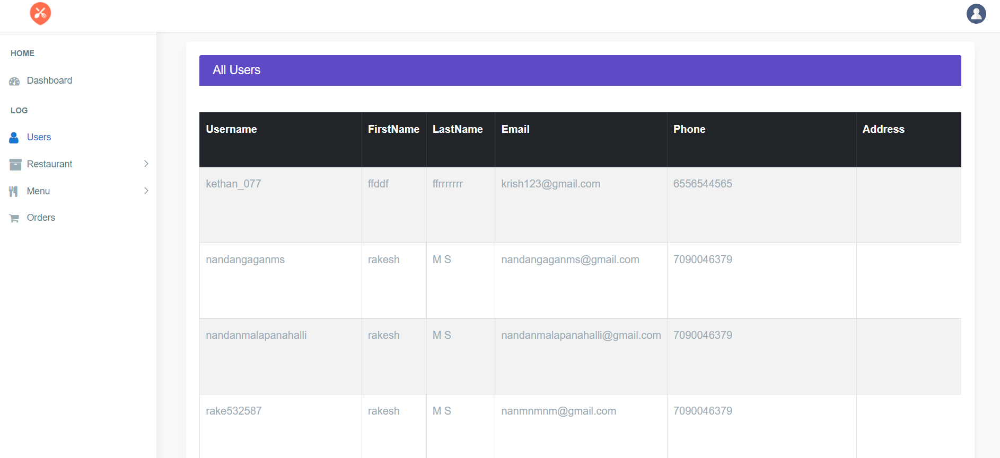 HOME
Dashboard
LOG
Users
Restaurant
Menu
Orders
All Users
Username FirstName LastName Email Phone Address
kethan_077 ffddf ffrrrrrrr krish123@gmail.com 6556544565
nandangaganms rakesh M S nandangaganms@gmail.com 7090046379
nandanmalapanahalli rakesh M S nandanmalapanahalli@gmail.com 7090046379
rake532587 rakesh M S nanmnmnm@gmail.com 7090046379